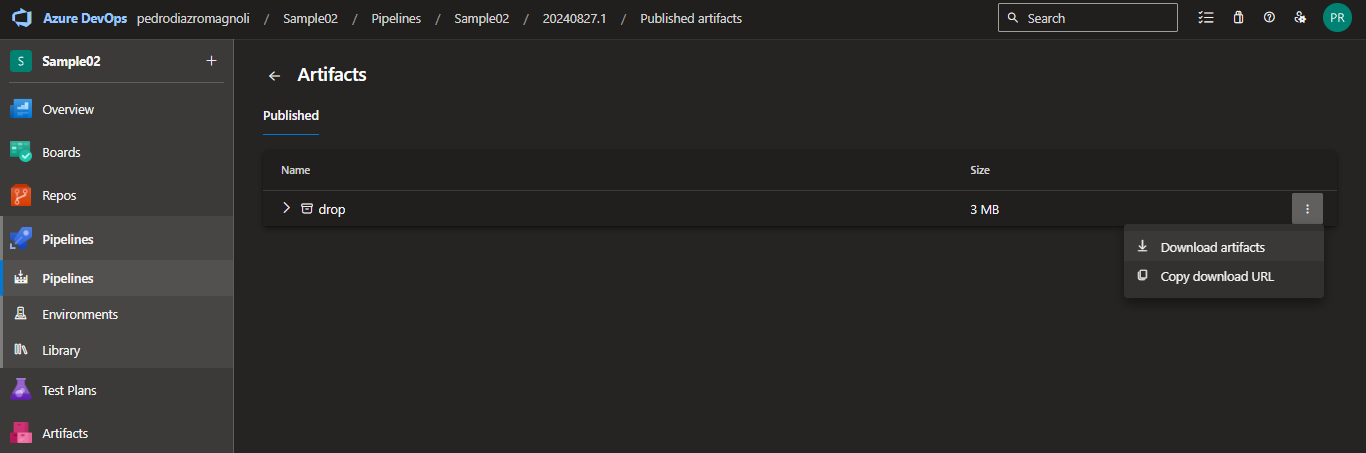 Azure DevOps pedrodiazromagnoli / Sample02 / Pipelines / Sample02 / 20240827.1 / Published artifacts Search PR
S Sample02 +
Overview
Boards
Repos
Pipelines
Pipelines
Environments
Library
Test Plans
Artifacts
Artifacts
Published
Name Size
drop 3 MB
Download artifacts
Copy download URL